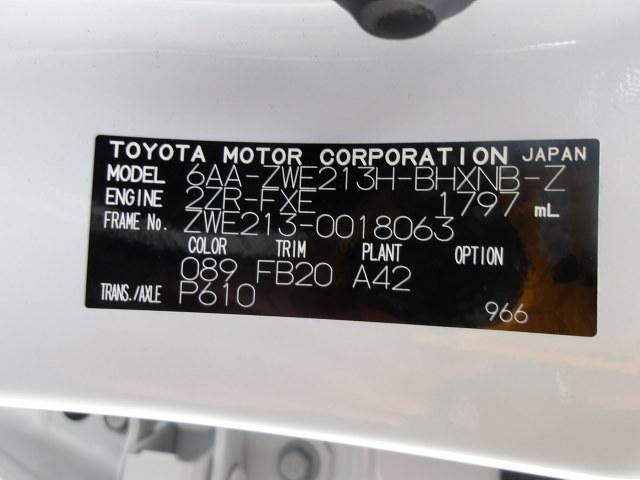 TOYOTA MOTOR CORPORATION JAPAN
MODEL 6AA-ZWE213H-BHXNB-Z
ENGINE 2ZR-FXE 1797 mL
FRAME No. ZWE213-0018063
COLOR TRIM PLANT OPTION
089 FB20 A42
TRANS./AXLE P610
966